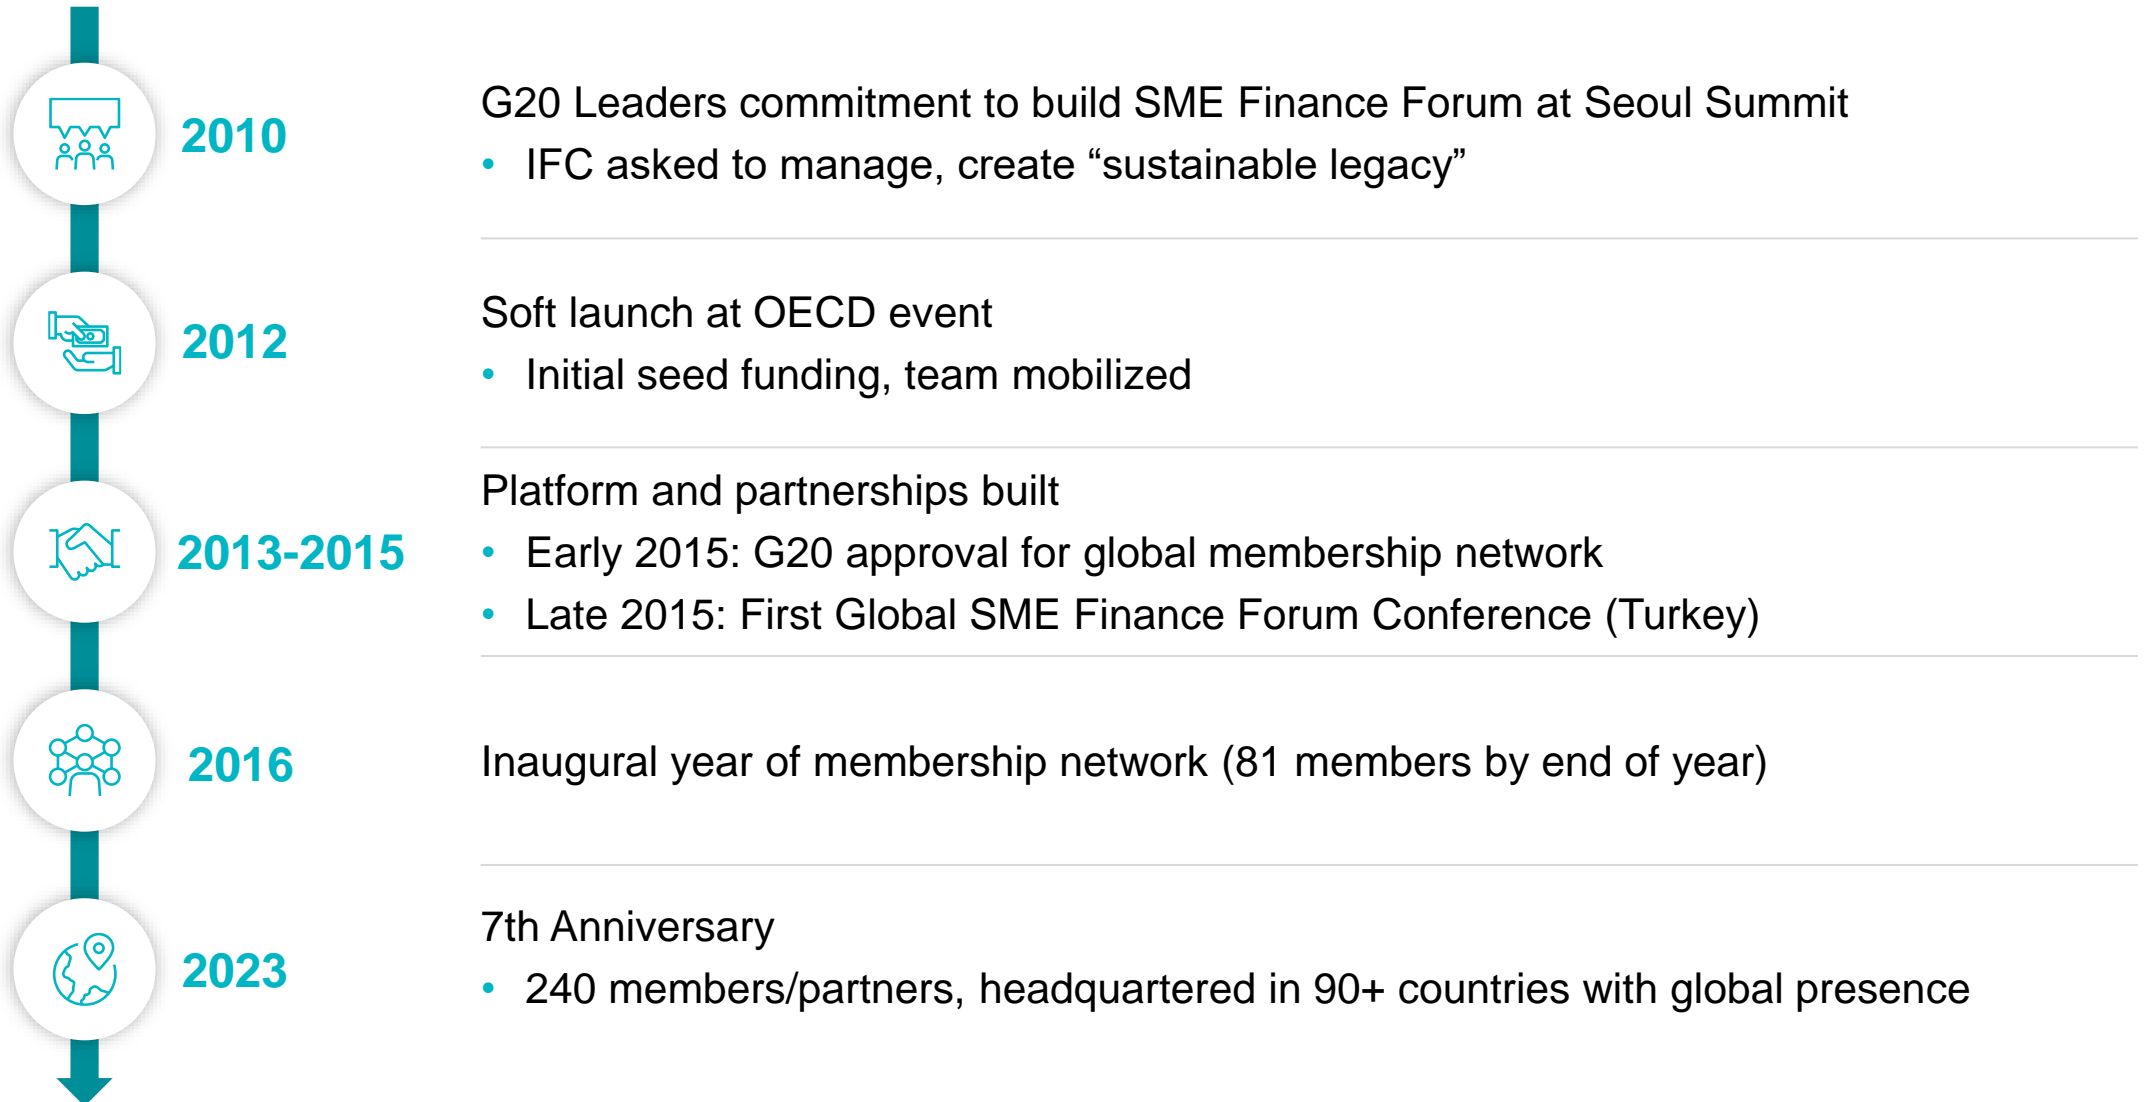 2010
G20 Leaders commitment to build SME Finance Forum at Seoul Summit
• IFC asked to manage, create “sustainable legacy”
2012
Soft launch at OECD event
• Initial seed funding, team mobilized
2013-2015
Platform and partnerships built
• Early 2015: G20 approval for global membership network
• Late 2015: First Global SME Finance Forum Conference (Turkey)
2016
Inaugural year of membership network (81 members by end of year)
2023
7th Anniversary
• 240 members/partners, headquartered in 90+ countries with global presence